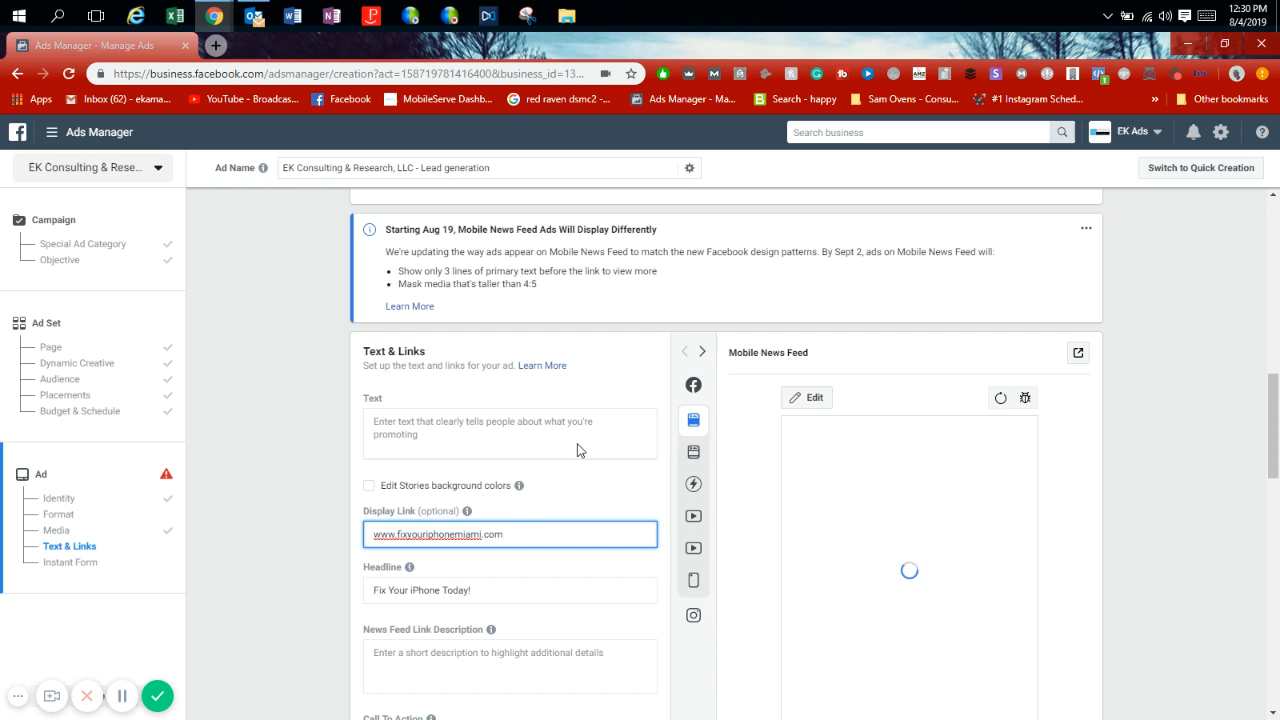 12:30 PM
8/4/2019
Ads Manager - Manage Ads
https://business.facebook.com/adsmanager/creation?act=1587197814164008&business_id=13...
Apps
Inbox (62) - ekama...
YouTube - Broadcas...
Facebook
MobileServe Dashb...
red raven dsmc2 -...
Ads Manager - Ma...
Search - happy
Sam Ovens - Consu...
#1 Instagram Sched...
»
Other bookmarks
Ads Manager
Search business
EK Ads
EK Consulting & Rese...
Ad Name
EK Consulting & Research, LLC - Lead generation
Switch to Quick Creation
Campaign
Special Ad Category
Objective
Ad Set
Page
Dynamic Creative
Audience
Placements
Budget & Schedule
Ad
Identity
Format
Media
Text & Links
Instant Form
Starting Aug 19, Mobile News Feed Ads Will Display Differently
We're updating the way ads appear on Mobile News Feed to match the new Facebook design patterns. By Sept 2, ads on Mobile News Feed will:
• Show only 3 lines of primary text before the link to view more
• Mask media that's taller than 4:5
Learn More
Text & Links
Set up the text and links for your ad. Learn More
Text
Enter text that clearly tells people about what you're
promoting
Edit Stories background colors
Display Link (optional)
www.fixyouriphonemiami.com
Headline
Fix Your iPhone Today!
News Feed Link Description
Enter a short description to highlight additional details
Call To Action
Mobile News Feed
Edit